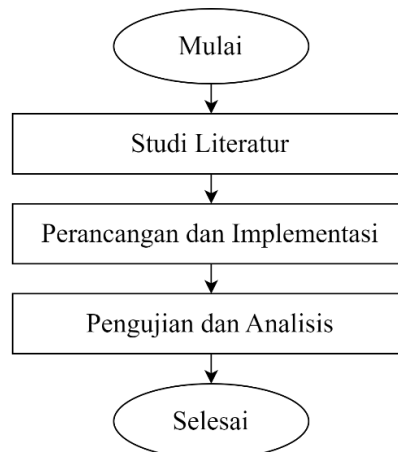 Mulai
Studi Literatur
Perancangan dan Implementasi
Pengujian dan Analisis
Selesai